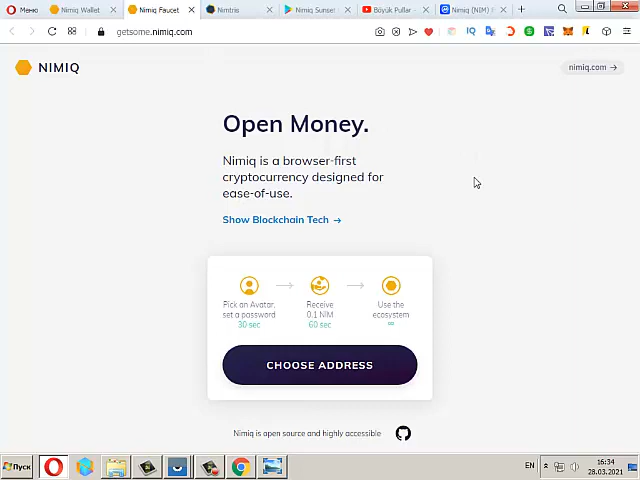 Меню
Nimiq Wallet
Nimiq Faucet
Nimtris
Nimiq Sunset
Böyük Pullar -
Nimiq (NIM)
getsome.nimiq.com
IQ
NIMIQ
nimiq.com →
Open Money.
Nimiq is a browser-first
cryptocurrency designed for
ease-of-use.
Show Blockchain Tech →
Pick an Avatar, set a password
30 sec
Receive 0.1 NIM
60 sec
Use the ecosystem
∞
CHOOSE ADDRESS
Nimiq is open source and highly accessible
Пуск
EN
16:34
28.03.2021